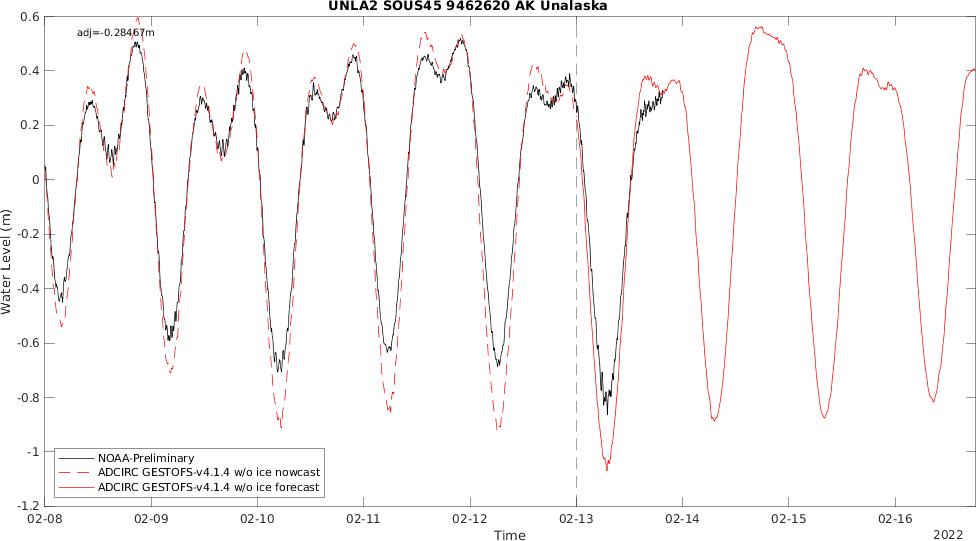 UNLA2 SOUS45 9462620 AK Unalaska
adj=-0.28467m
0.6
0.4
0.2
0
-0.2
-0.4
-0.6
-0.8
-1
-1.2
Water Level (m)
NOAA-Preliminary
ADCIRC GESTOFS-v4.1.4 w/o ice nowcast
ADCIRC GESTOFS-v4.1.4 w/o ice forecast
02-08 02-09 02-10 02-11 02-12 02-13 02-14 02-15 02-16
Time
2022